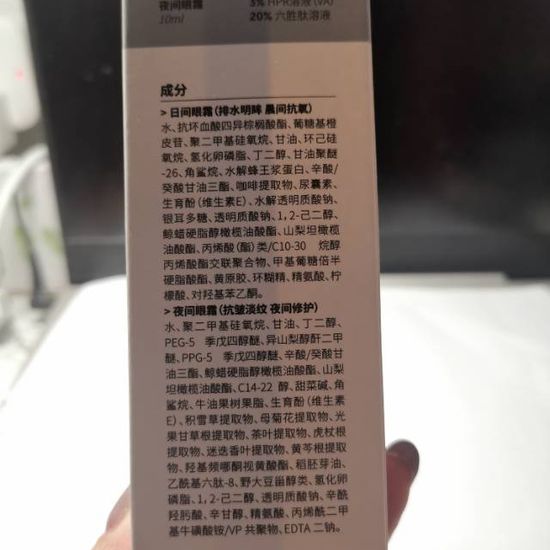 夜间眼霜
10ml
5% HPR溶液(VA)
20% 六胜肽溶液
成分
> 日间眼霜(排水明眸 晨间抗氧)
水、抗坏血酸四异棕榈酸酯、葡糖基橙
皮苷、聚二甲基硅氧烷、甘油、环己硅
氧烷、氢化卵磷脂、丁二醇、甘油聚醚
-26、角鲨烷、水解蜂王浆蛋白、辛酸/
癸酸甘油三酯、咖啡提取物、尿囊素、
生育酚(维生素E)、水解透明质酸钠、
银耳多糖、透明质酸钠、1,2-己二醇、
鲸蜡硬脂醇橄榄油酸酯、山梨坦橄榄
油酸酯、丙烯酸(酯)类/C10-30 烷醇
丙烯酸酯交联聚合物、甲基葡糖倍半
硬脂酸酯、黄原胶、环糊精、精氨酸、柠
檬酸、对羟基苯乙酮。
> 夜间眼霜(抗皱淡纹 夜间修护)
水、聚二甲基硅氧烷、甘油、丁二醇、
PEG-5 季戊四醇醚、异山梨醇酐二甲
醚、PPG-5 季戊四醇醚、辛酸/癸酸甘
油三酯、鲸蜡硬脂醇橄榄油酸酯、山梨
坦橄榄油酸酯、C14-22 醇、甜菜碱、角
鲨烷、牛油果树果脂、生育酚(维生素
E)、积雪草提取物、母菊花提取物、光
果甘草根提取物、茶叶提取物、虎杖根
提取物、迷迭香叶提取物、黄芩根提取
物、羟基频哪酮视黄酸酯、稻胚芽油、
乙酰基六肽-8、野大豆甾醇类、氢化卵
磷脂、1,2-己二醇、透明质酸钠、辛酰
羟肟酸、辛甘醇、精氨酸、丙烯酰二甲
基牛磺酸铵/VP 共聚物、EDTA 二钠。